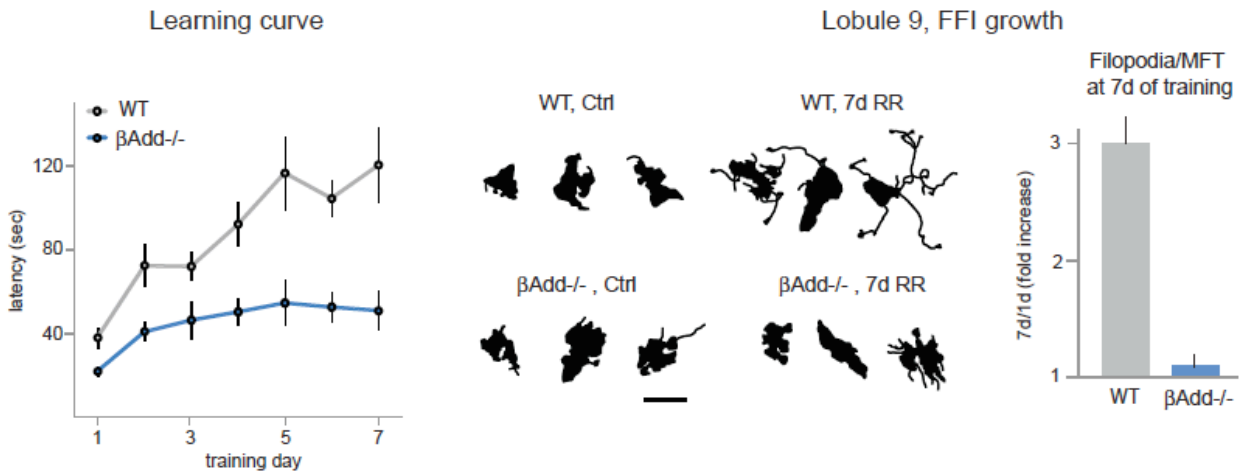 Learning curve
WT
βAdd-/-
latency (sec)
120
80
40
1
3
5
7
training day
Lobule 9, FFI growth
WT, Ctrl
WT, 7d RR
βAdd-/- , Ctrl
βAdd-/- , 7d RR
Filopodia/MFT
at 7d of training
7d/1d (fold increase)
3
2
1
WT
βAdd-/-